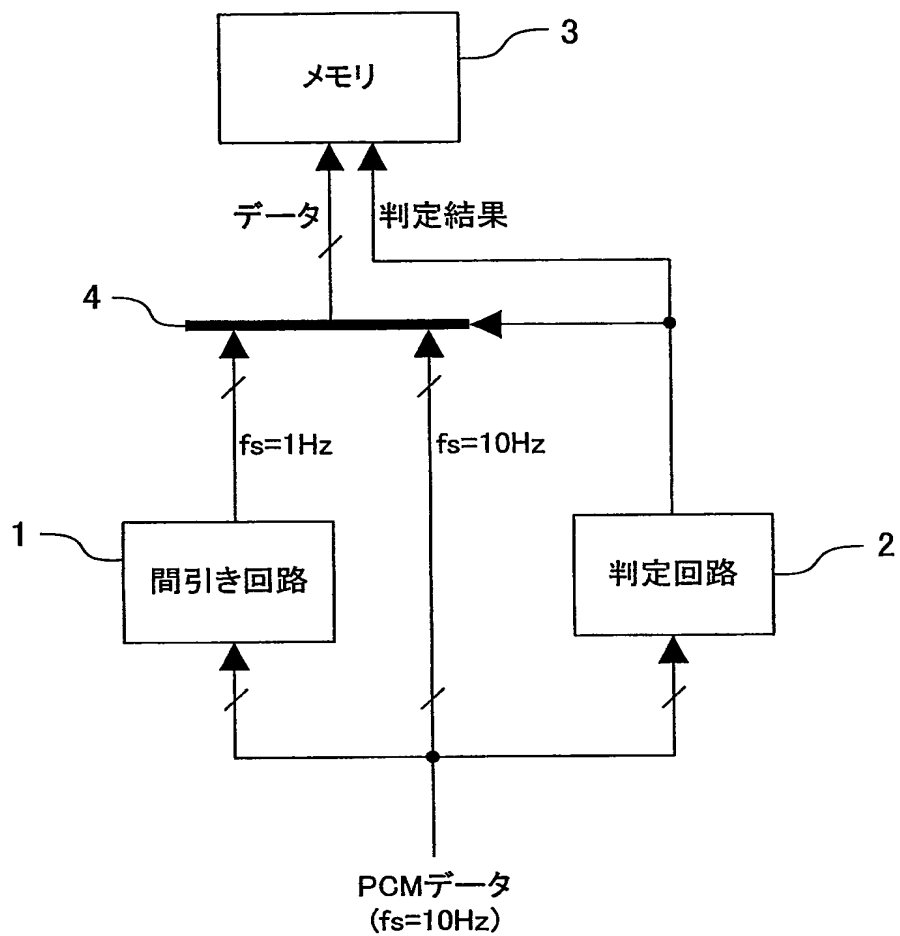 3
メモリ
データ
判定結果
4
fs=1Hz
fs=10Hz
1
間引き回路
2
判定回路
PCMデータ
(fs=10Hz)